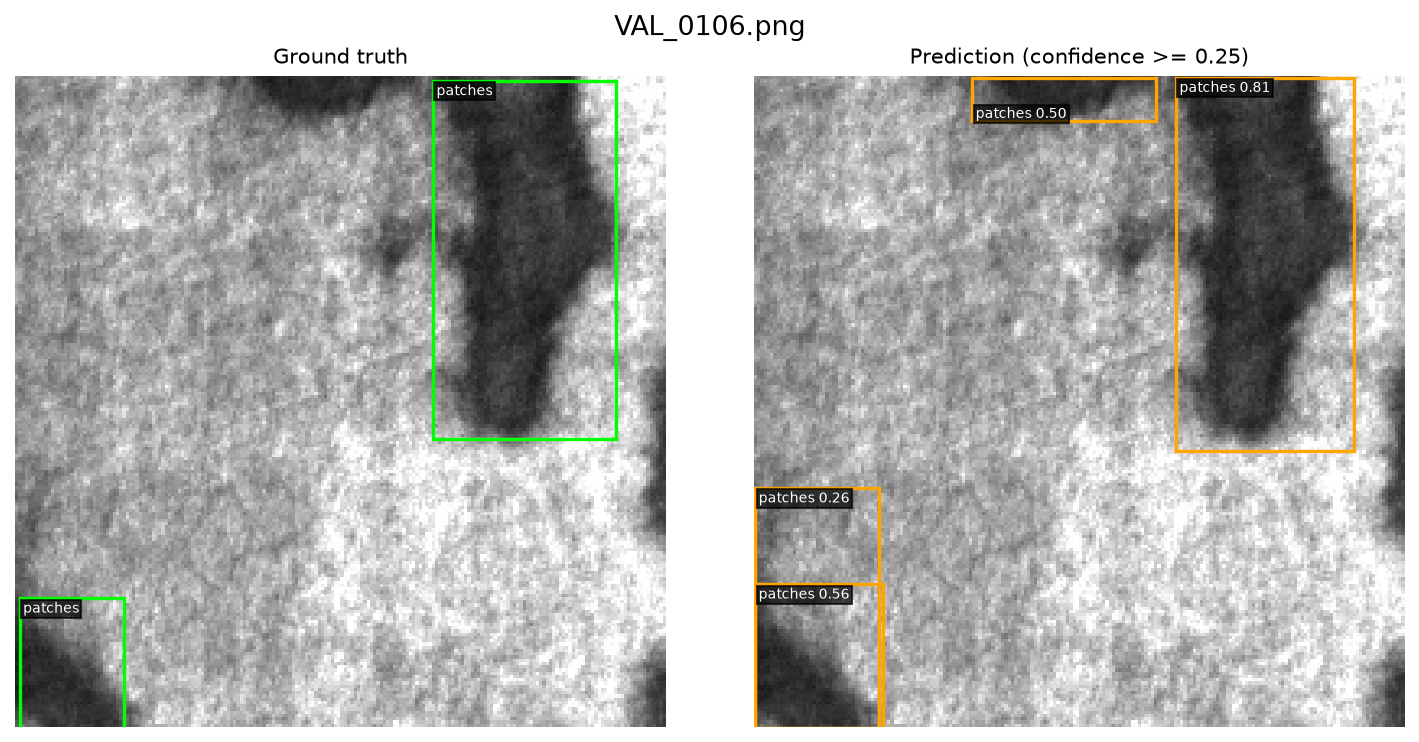 VAL_0106.png
Ground truth
Prediction (confidence >= 0.25)
patches
patches
patches 0.50
patches 0.81
patches 0.26
patches 0.56